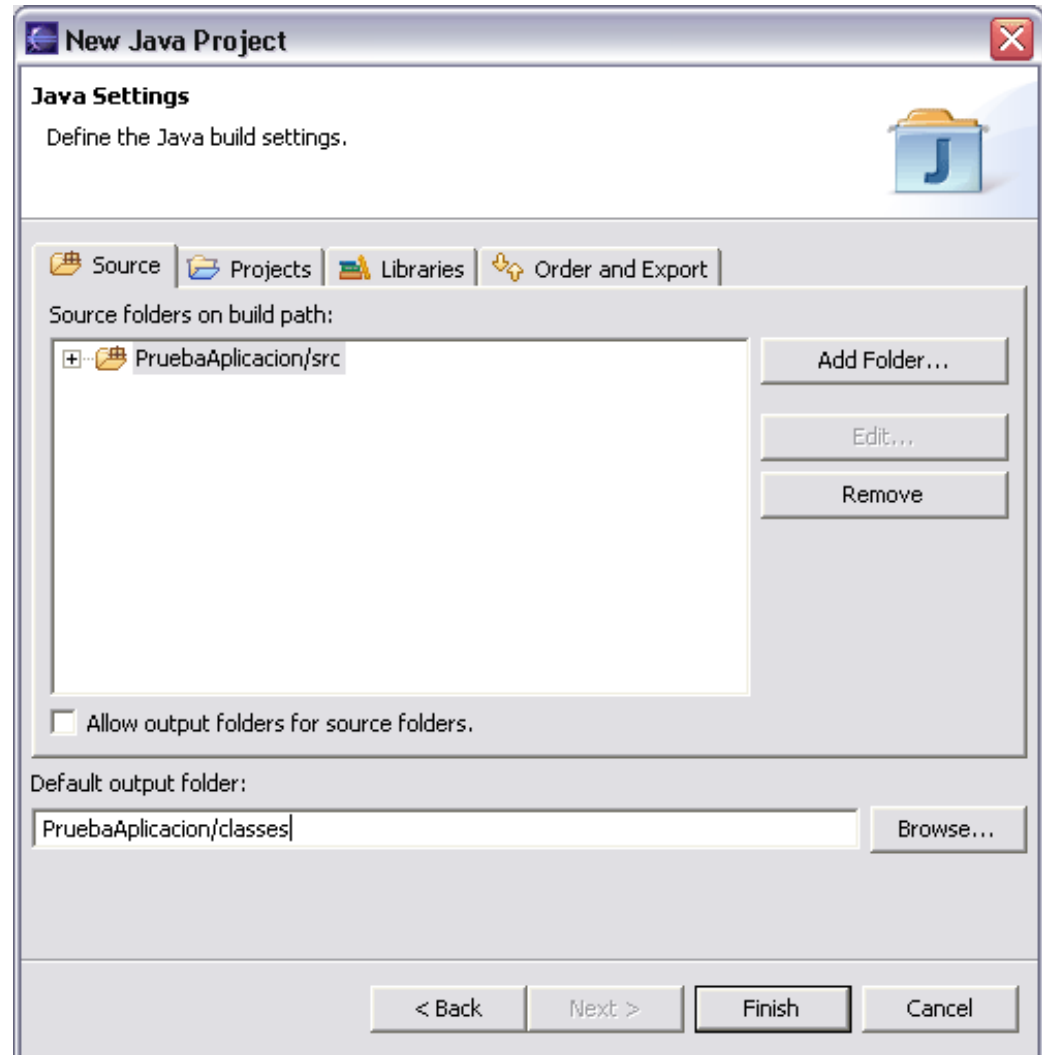 New Java Project
Java Settings
Define the Java build settings.
Source Projects Libraries Order and Export
Source folders on build path:
PruebaAplicacion/src
Add Folder...
Edit...
Remove
Allow output folders for source folders.
Default output folder:
PruebaAplicacion/classes
Browse...
< Back Next > Finish Cancel